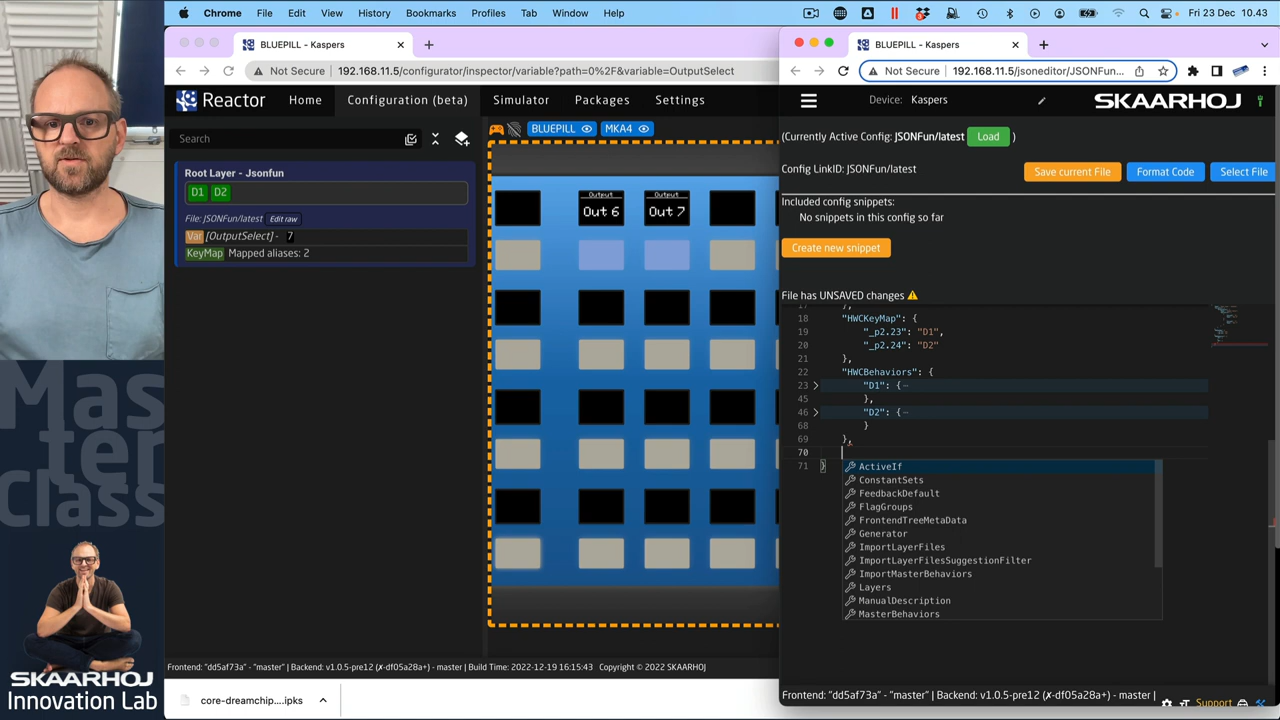 Chrome File Edit View History Bookmarks Profiles Tab Window Help Fri 23 Dec 10.43
BLUEPILL - Kaspers
Not Secure 192.168.11.5/configurator/inspector/variable?path=0%2F&variable=OutputSelect
Reactor Home Configuration (beta) Simulator Packages Settings
Search
BLUEPILL MKA4
Root Layer - Jsonfun
D1 D2
File: JSONFun/latest Edit raw
Var [OutputSelect] - 7
KeyMap Mapped aliases: 2
Output Output
Out 6 Out 7
Frontend: "dd5af73a" - "master" | Backend: v1.0.5-pre12 (✗-df05a28a+) - master | Build Time: 2022-12-19 16:15:43 Copyright © 2022 SKAARHOJ
core-dreamchip....ipks
BLUEPILL - Kaspers
Not Secure 192.168.11.5/jsoneditor/JSONFun...
Device: Kaspers SKAARHOJ
(Currently Active Config: JSONFun/latest Load )
Config LinkID: JSONFun/latest Save current File Format Code Select File
Included config snippets:
No snippets in this config so far
Create new snippet
File has UNSAVED changes
17 },
18 "HWCKeyMap": {
19 "_p2.23": "D1",
20 "_p2.24": "D2"
21 },
22 "HWCBehaviors": {
23 "D1": {
45 },
46 "D2": {
68 }
69 },
70
71 }
ActiveIf
ConstantSets
FeedbackDefault
FlagGroups
FrontendTreeMetaData
Generator
ImportLayerFiles
ImportLayerFilesSuggestionFilter
ImportMasterBehaviors
Layers
ManualDescription
MasterBehaviors
Frontend: "dd5af73a" - "master" | Backend: v1.0.5-pre12 (✗-df05a28a+) - master |
Support
Mas
ter
Class
SKAARHOJ
Innovation Lab